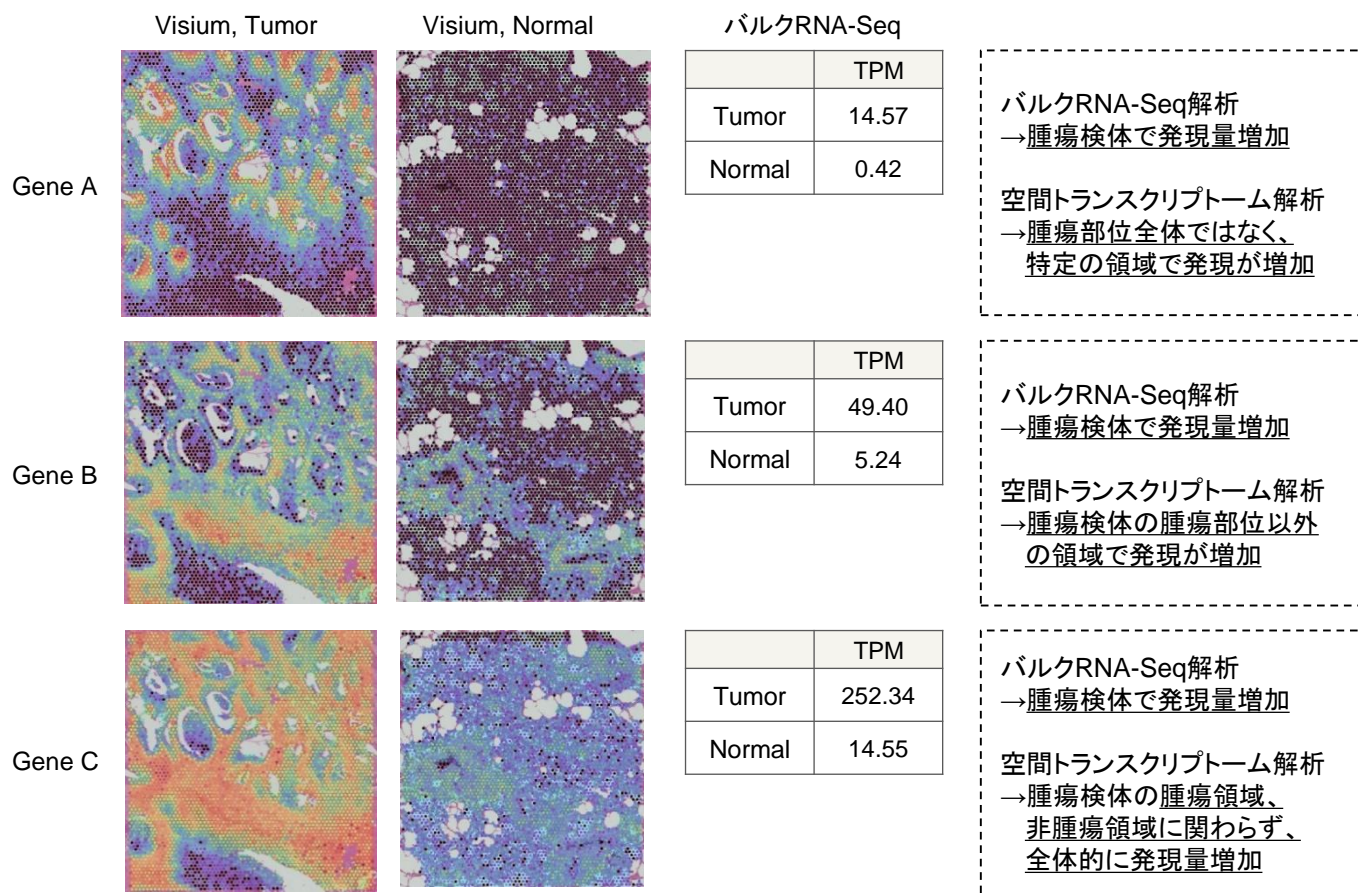 Visium, Tumor
Visium, Normal
バルクRNA-Seq
Gene A
TPM
Tumor 14.57
Normal 0.42
バルクRNA-Seq解析
→腫瘍検体で発現量増加
空間トランスクリプトーム解析
→腫瘍部位全体ではなく、
特定の領域で発現が増加
Gene B
TPM
Tumor 49.40
Normal 5.24
バルクRNA-Seq解析
→腫瘍検体で発現量増加
空間トランスクリプトーム解析
→腫瘍検体の腫瘍部位以外
の領域で発現が増加
Gene C
TPM
Tumor 252.34
Normal 14.55
バルクRNA-Seq解析
→腫瘍検体で発現量増加
空間トランスクリプトーム解析
→腫瘍検体の腫瘍領域、
非腫瘍領域に関わらず、
全体的に発現量増加